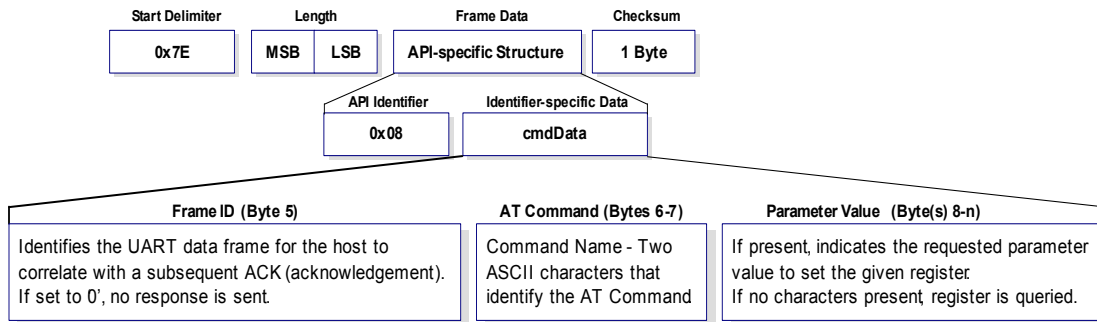 Start Delimiter Length Frame Data Checksum
0x7E MSB LSB API-specific Structure 1 Byte
API Identifier Identifier-specific Data
0x08 cmdData
Frame ID (Byte 5)
Identifies the UART data frame for the host to
correlate with a subsequent ACK (acknowledgement).
If set to 0', no response is sent.
AT Command (Bytes 6-7)
Command Name - Two
ASCII characters that
identify the AT Command.
Parameter Value (Byte(s) 8-n)
If present, indicates the requested parameter
value to set the given register.
If no characters present, register is queried.